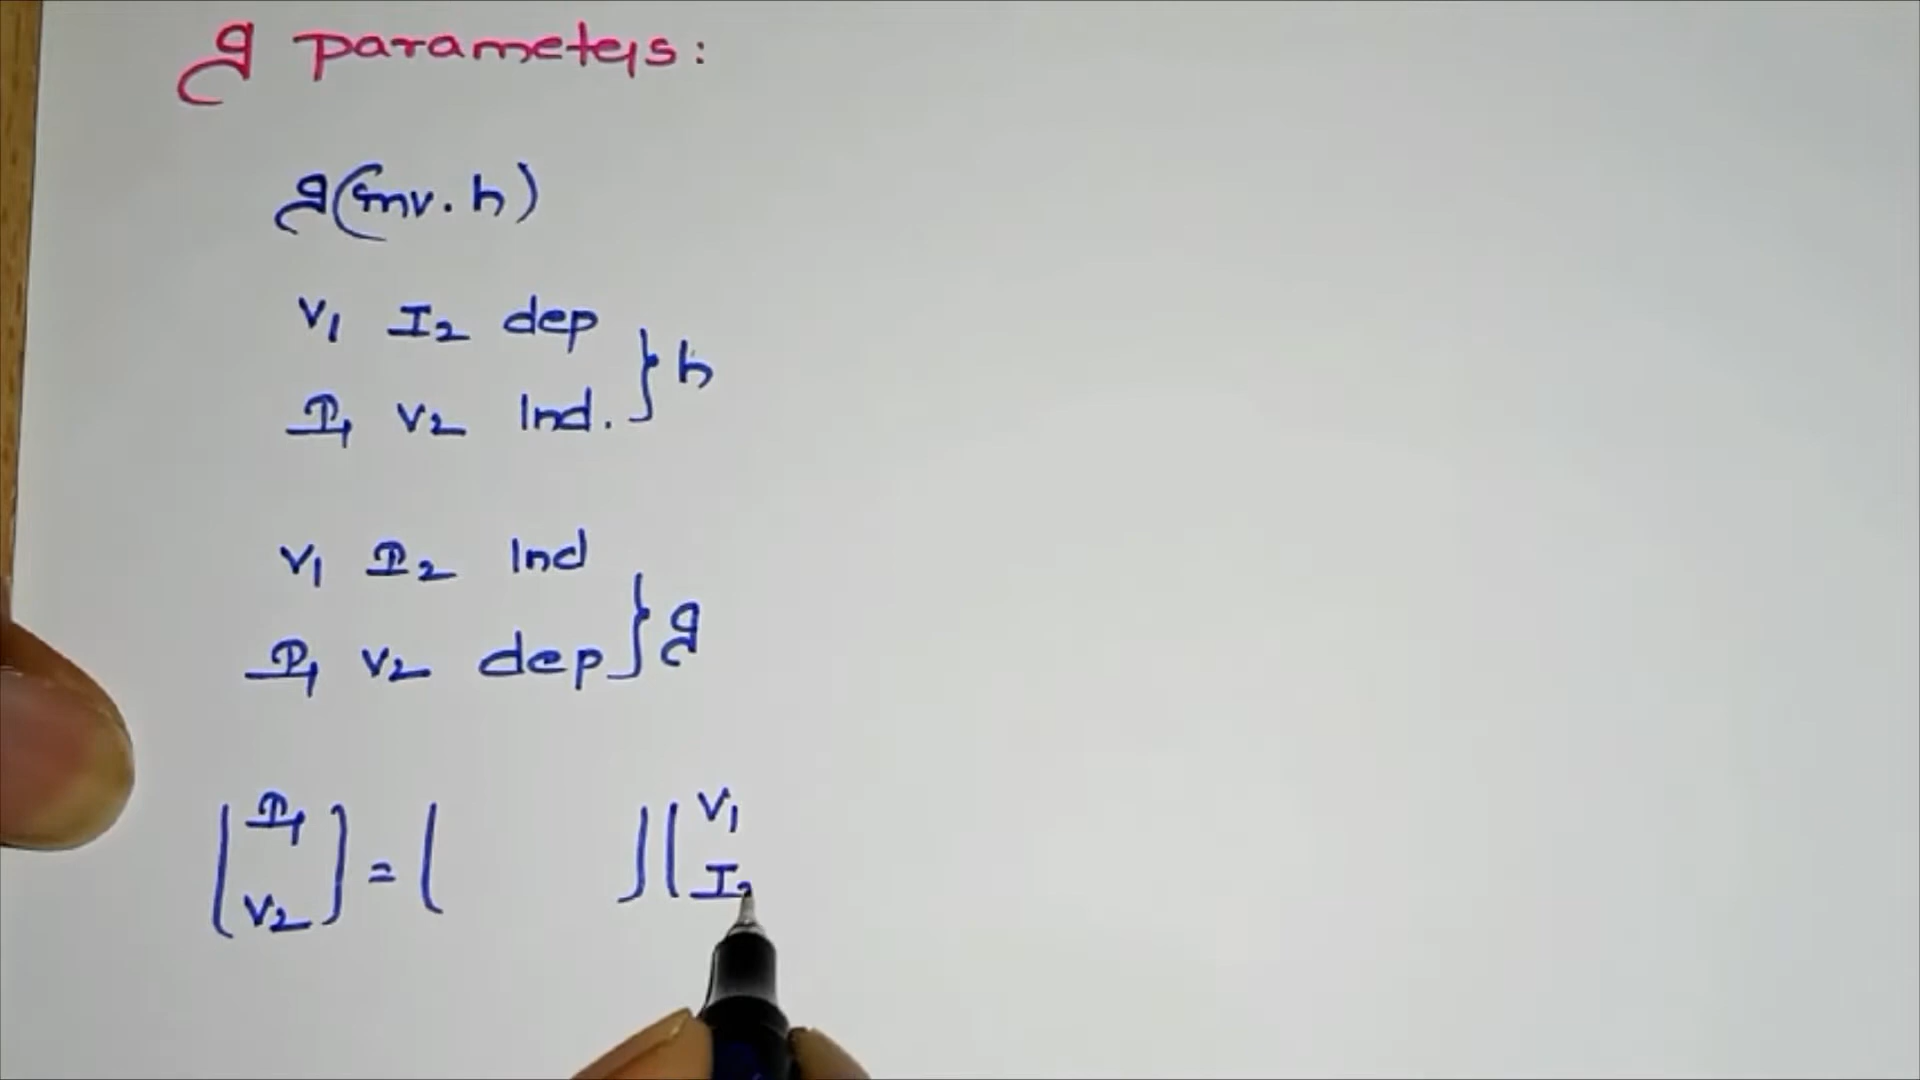 g parameters:
g(inv. h)
V1 I2 dep
I1 V2 Ind. } h
V1 I2 Ind
I1 V2 dep } g
[I1 V2] = [ ] [V1 I2